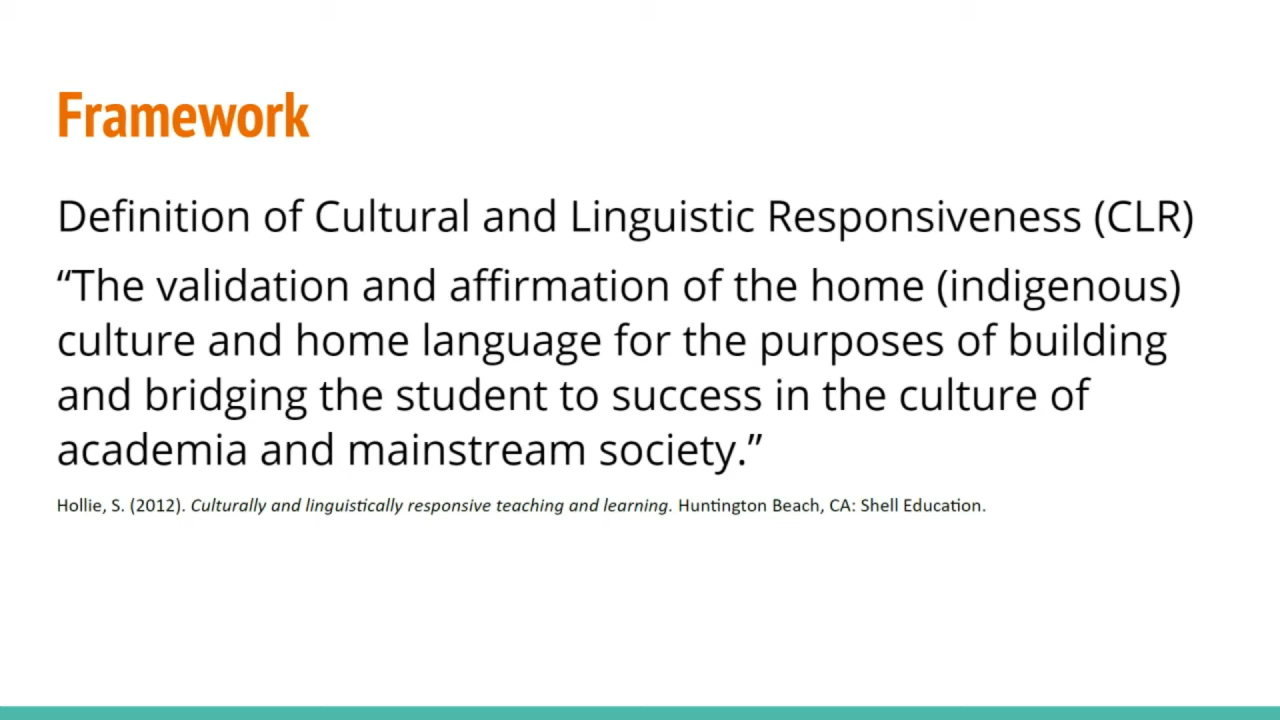 Framework
Definition of Cultural and Linguistic Responsiveness (CLR)
“The validation and affirmation of the home (indigenous)
culture and home language for the purposes of building
and bridging the student to success in the culture of
academia and mainstream society.”
Hollie, S. (2012). Culturally and linguistically responsive teaching and learning. Huntington Beach, CA: Shell Education.